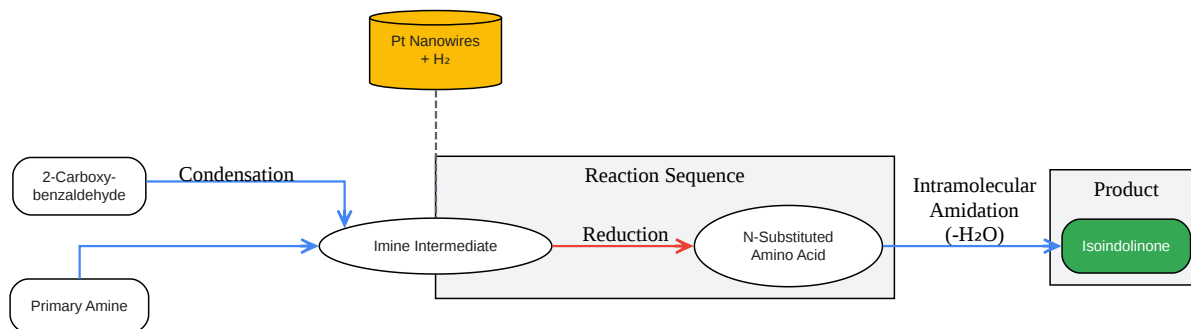 Pt Nanowires
+ H₂
2-Carboxy-
benzaldehyde
Condensation
Reaction Sequence
Intramolecular
Amidation
(-H₂O)
Product
Imine Intermediate
Reduction
N-Substituted
Amino Acid
Isoindolinone
Primary Amine